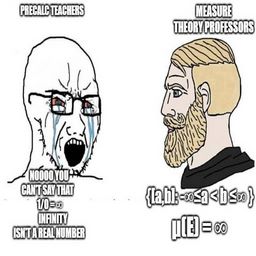 PRECALC TEACHERS
MEASURE
THEORY PROFESSORS
NOOOO YOU
CAN'T SAY THAT
1/0 = ∞
INFINITY
ISN'T A REAL NUMBER
{[a,b]: -∞≤a < b ≤∞ }
μ(E) = ∞